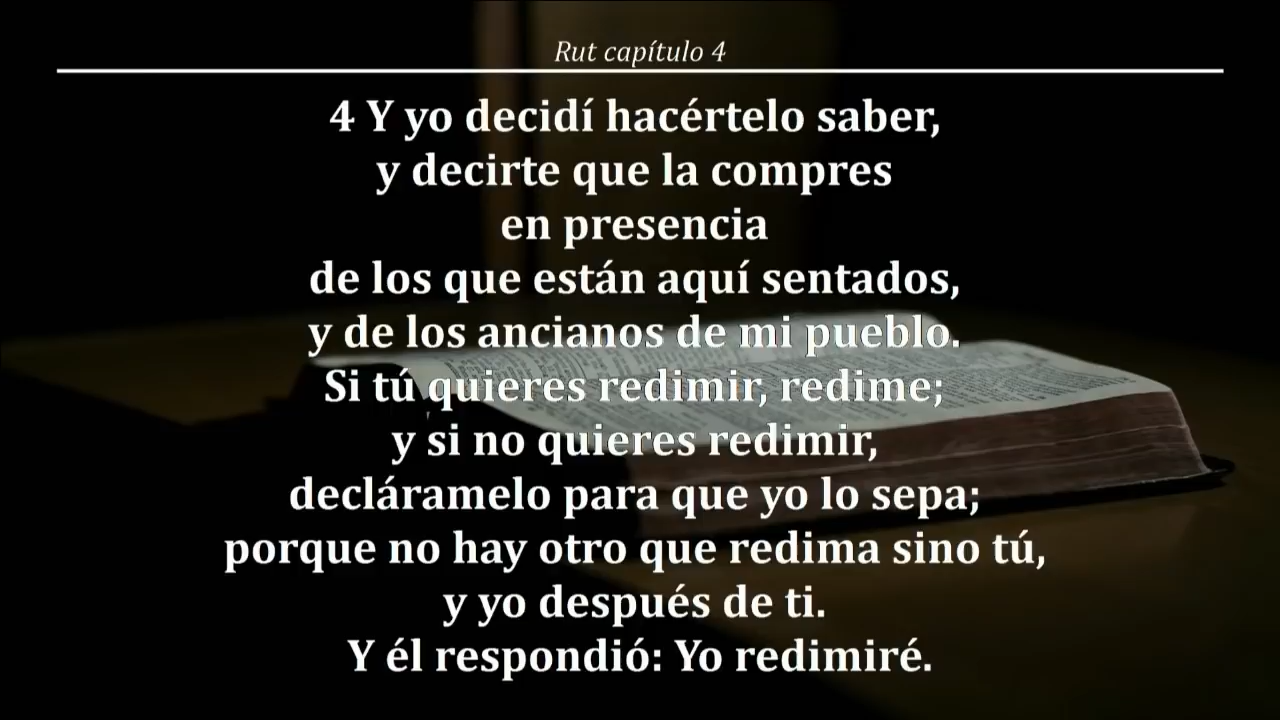 Rut capítulo 4
4 Y yo decidí hacértelo saber,
y decirte que la compres
en presencia
de los que están aquí sentados,
y de los ancianos de mi pueblo.
Si tú quieres redimir, redime;
y si no quieres redimir,
decláramelo para que yo lo sepa;
porque no hay otro que redima sino tú,
y yo después de ti.
Y él respondió: Yo redimiré.